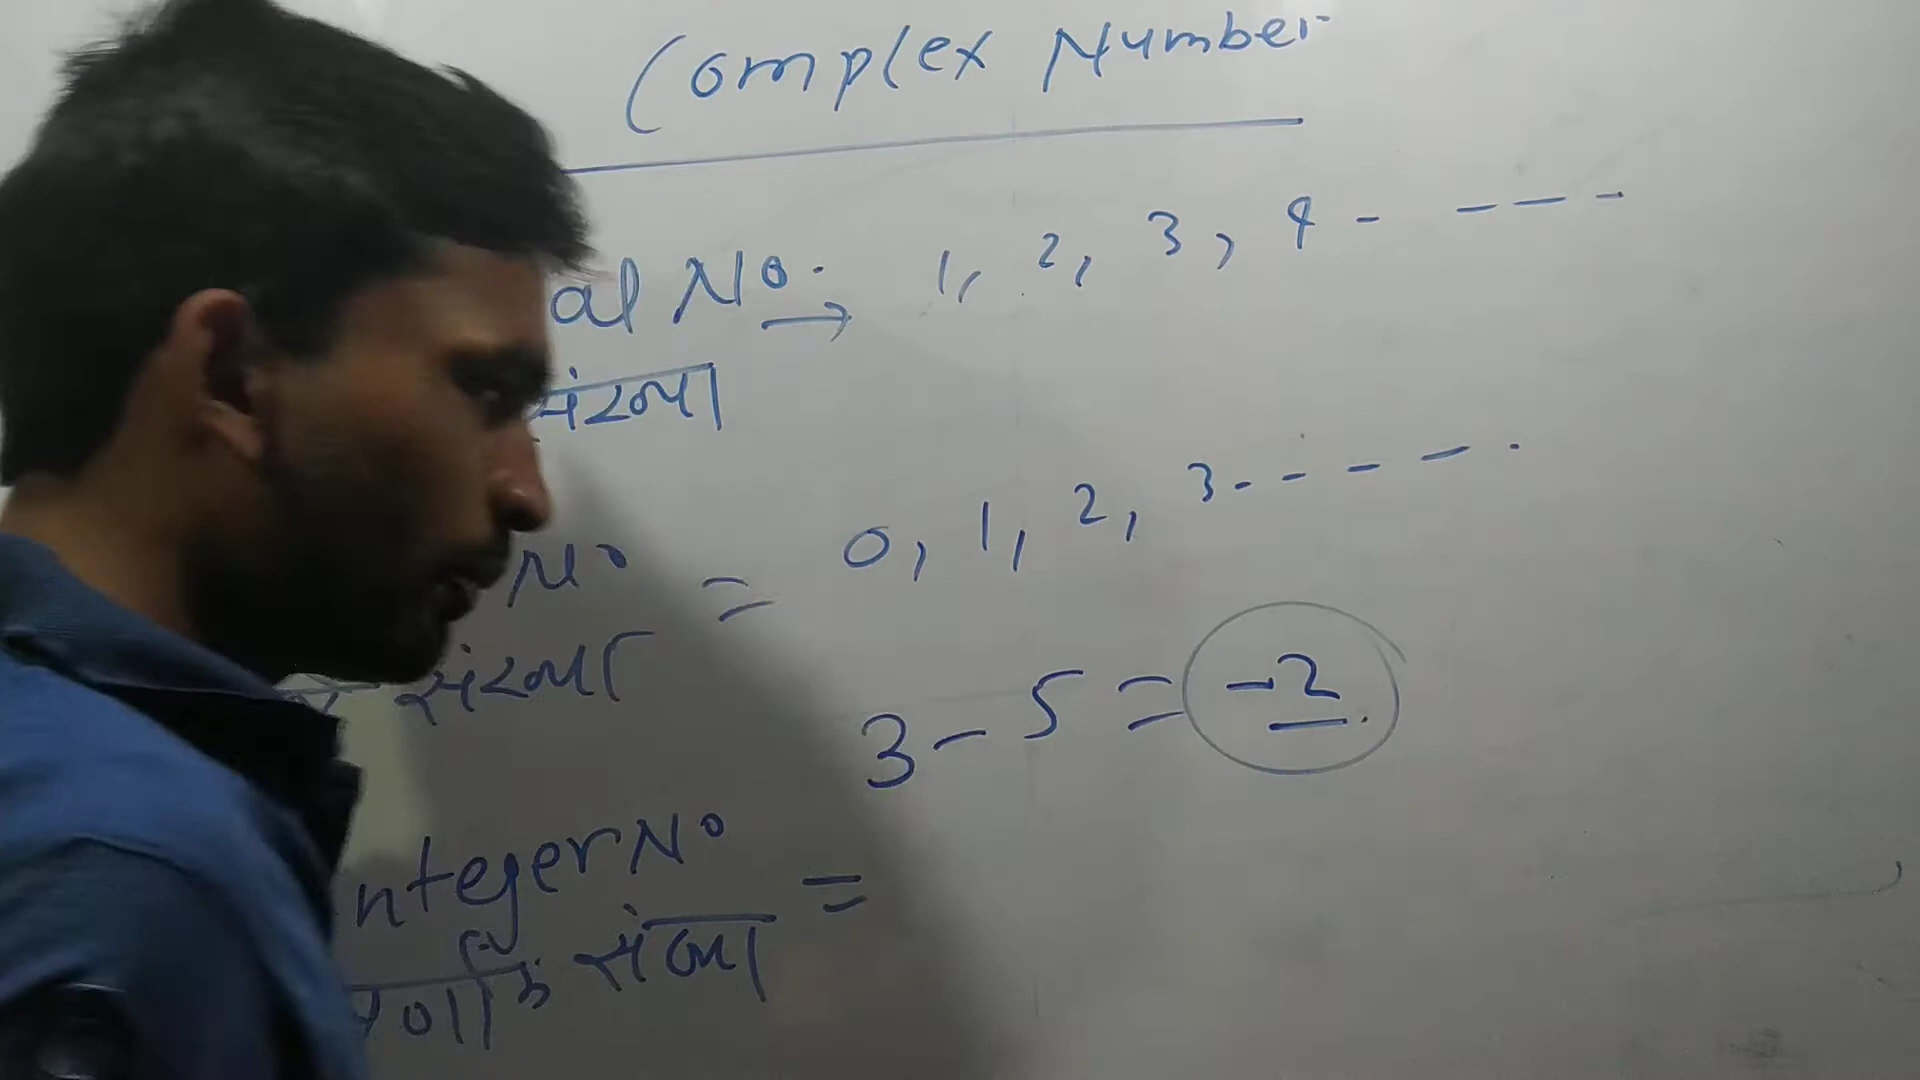 Complex Number
al No. → 1, 2, 3, 4 - - - - -
संख्या
No = 0, 1, 2, 3 - - - - - .
संख्या
3 - 5 = -2.
nteger No =
संख्या